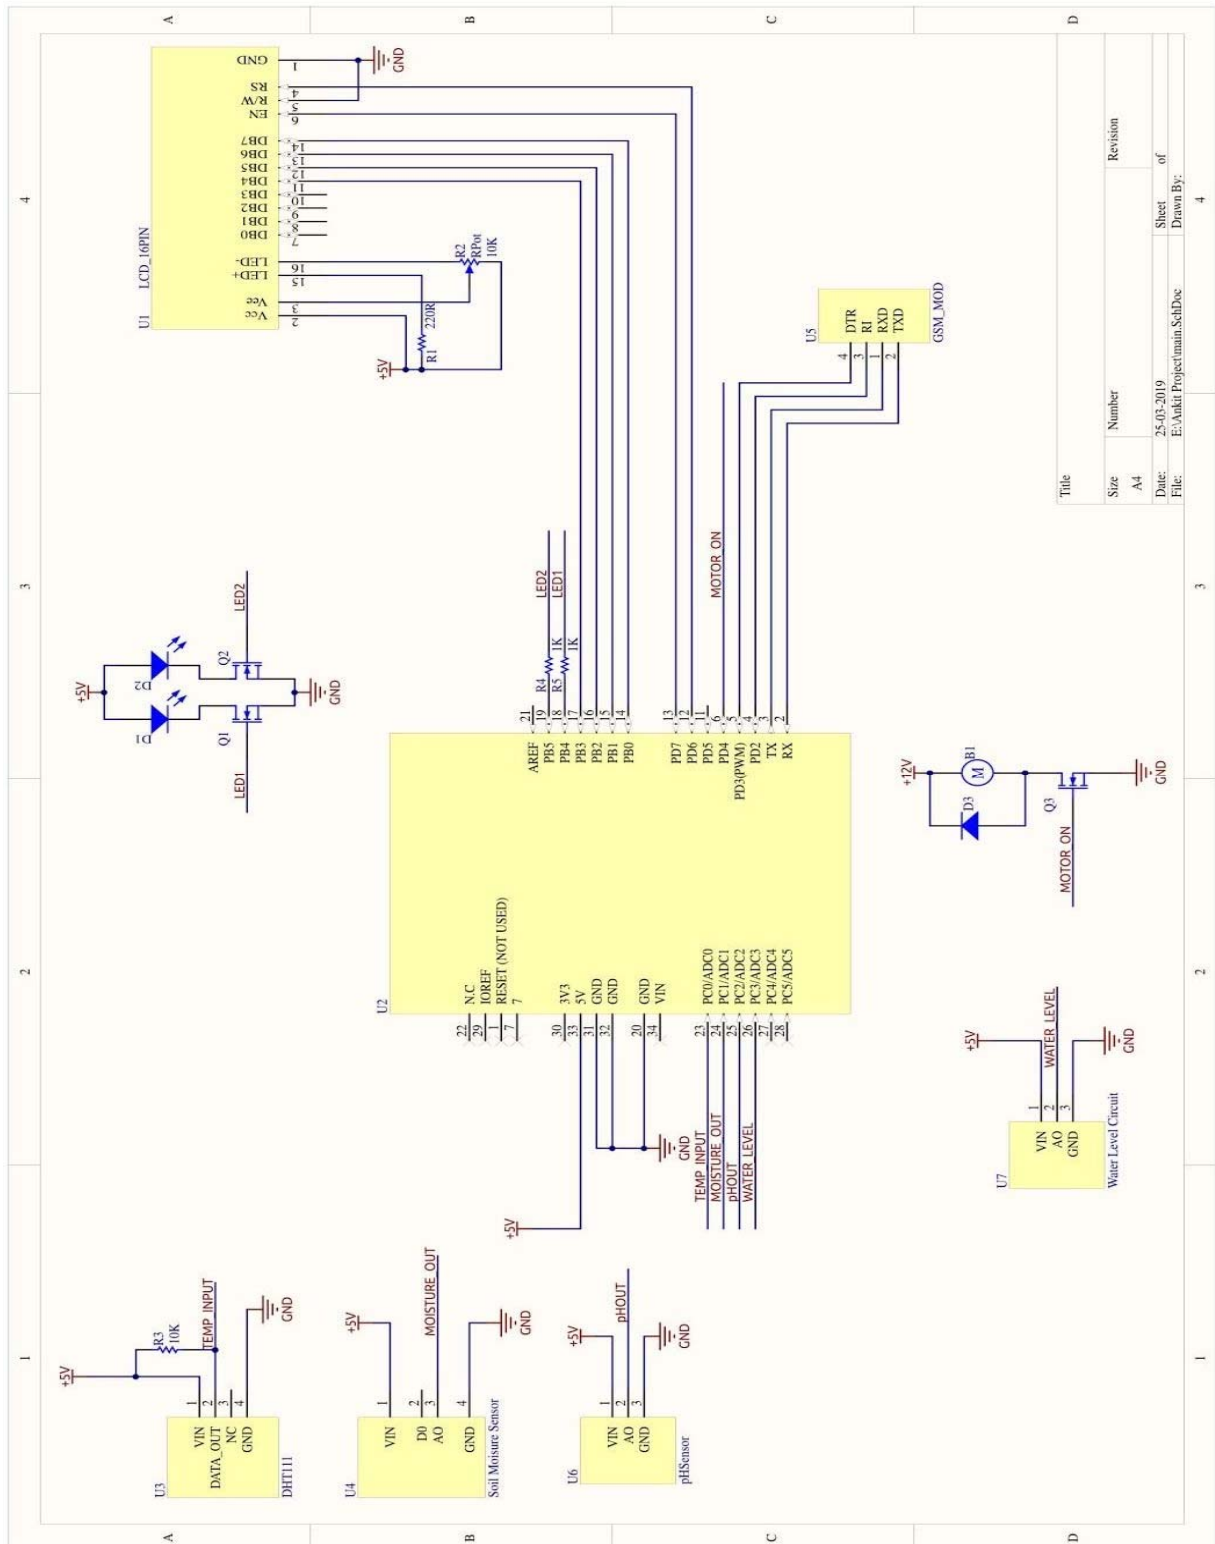 A
B
C
D
4
3
2
1
U1
LCD_16PIN
GND
RS
R/W
EN
DB7
DB6
DB5
DB4
DB3
DB2
DB1
DB0
LED-
LED+
Vee
Vcc
1
4
5
6
14
13
12
11
10
9
8
7
16
15
3
2
GND
R2
RPot
10K
+5V
R1
220R
U5
GSM_MOD
DTR
RI
RXD
TXD
4
3
1
2
+5V
D1
D2
Q1
Q2
LED1
LED2
GND
R4
1K
LED2
R5
1K
LED1
MOTOR ON
U2
AREF
PB5
PB4
PB3
PB2
PB1
PB0
PD7
PD6
PD5
PD4
PD3(PWM)
PD2
TX
RX
21
19
18
17
16
15
14
13
12
11
6
5
4
3
2
N.C
IOREF
RESET (NOT USED)
7
3V3
5V
GND
GND
GND
VIN
PC0/ADC0
PC1/ADC1
PC2/ADC2
PC3/ADC3
PC4/ADC4
PC5/ADC5
22
29
1
7
30
33
31
32
20
34
23
24
25
26
27
28
+5V
GND
TEMP INPUT
MOISTURE OUT
pHOUT
WATER LEVEL
+12V
D3
B1
M
Q3
MOTOR ON
GND
U3
DHT111
VIN
DATA_OUT
NC
GND
1
2
3
4
+5V
R3
10K
TEMP INPUT
GND
U4
Soil Moisure Sensor
VIN
D0
AO
GND
1
2
3
4
+5V
MOISTURE OUT
GND
U6
pHSensor
VIN
AO
GND
1
2
3
+5V
pHOUT
GND
U7
Water Level Circuit
VIN
AO
GND
1
2
3
+5V
WATER LEVEL
GND
Title
Size
A4
Number
Revision
Date:
25-03-2019
Sheet of
File:
E:\Ankit Project\main.SchDoc
Drawn By:
A
B
C
D
4
3
2
1